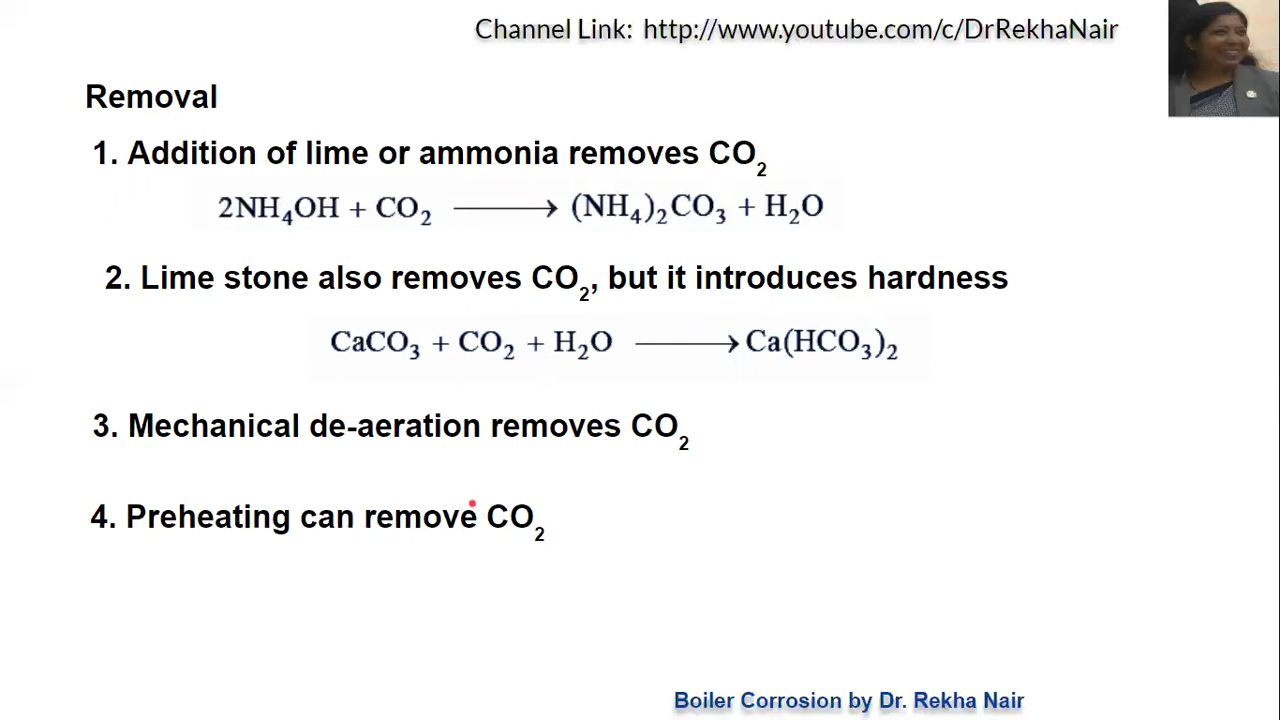 Channel Link: http://www.youtube.com/c/DrRekhaNair
Removal
1. Addition of lime or ammonia removes CO₂
2NH₄OH + CO₂ ⟶ (NH₄)₂CO₃ + H₂O
2. Lime stone also removes CO₂, but it introduces hardness
CaCO₃ + CO₂ + H₂O ⟶ Ca(HCO₃)₂
3. Mechanical de-aeration removes CO₂
4. Preheating can remove CO₂
Boiler Corrosion by Dr. Rekha Nair